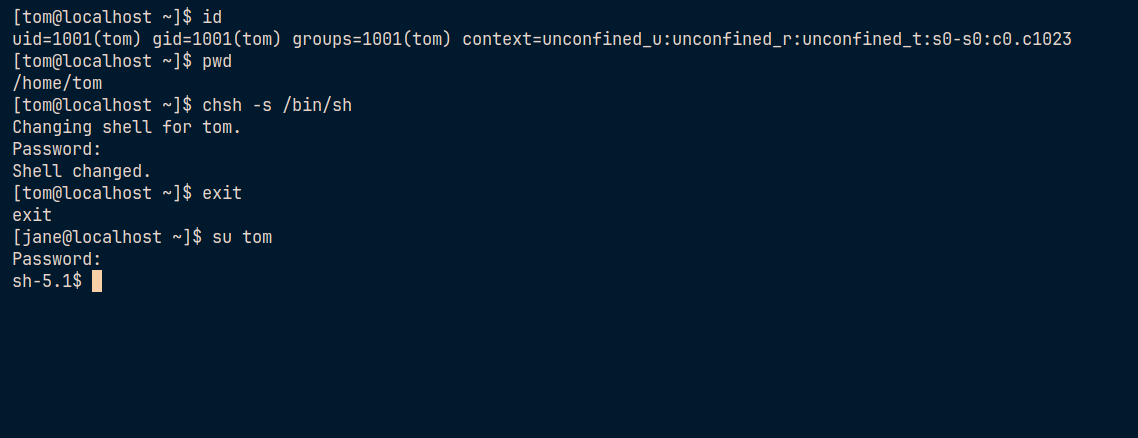 [tom@localhost ~]$ id
uid=1001(tom) gid=1001(tom) groups=1001(tom) context=unconfined_u:unconfined_r:unconfined_t:s0-s0:c0.c1023
[tom@localhost ~]$ pwd
/home/tom
[tom@localhost ~]$ chsh -s /bin/sh
Changing shell for tom.
Password:
Shell changed.
[tom@localhost ~]$ exit
exit
[jane@localhost ~]$ su tom
Password:
sh-5.1$